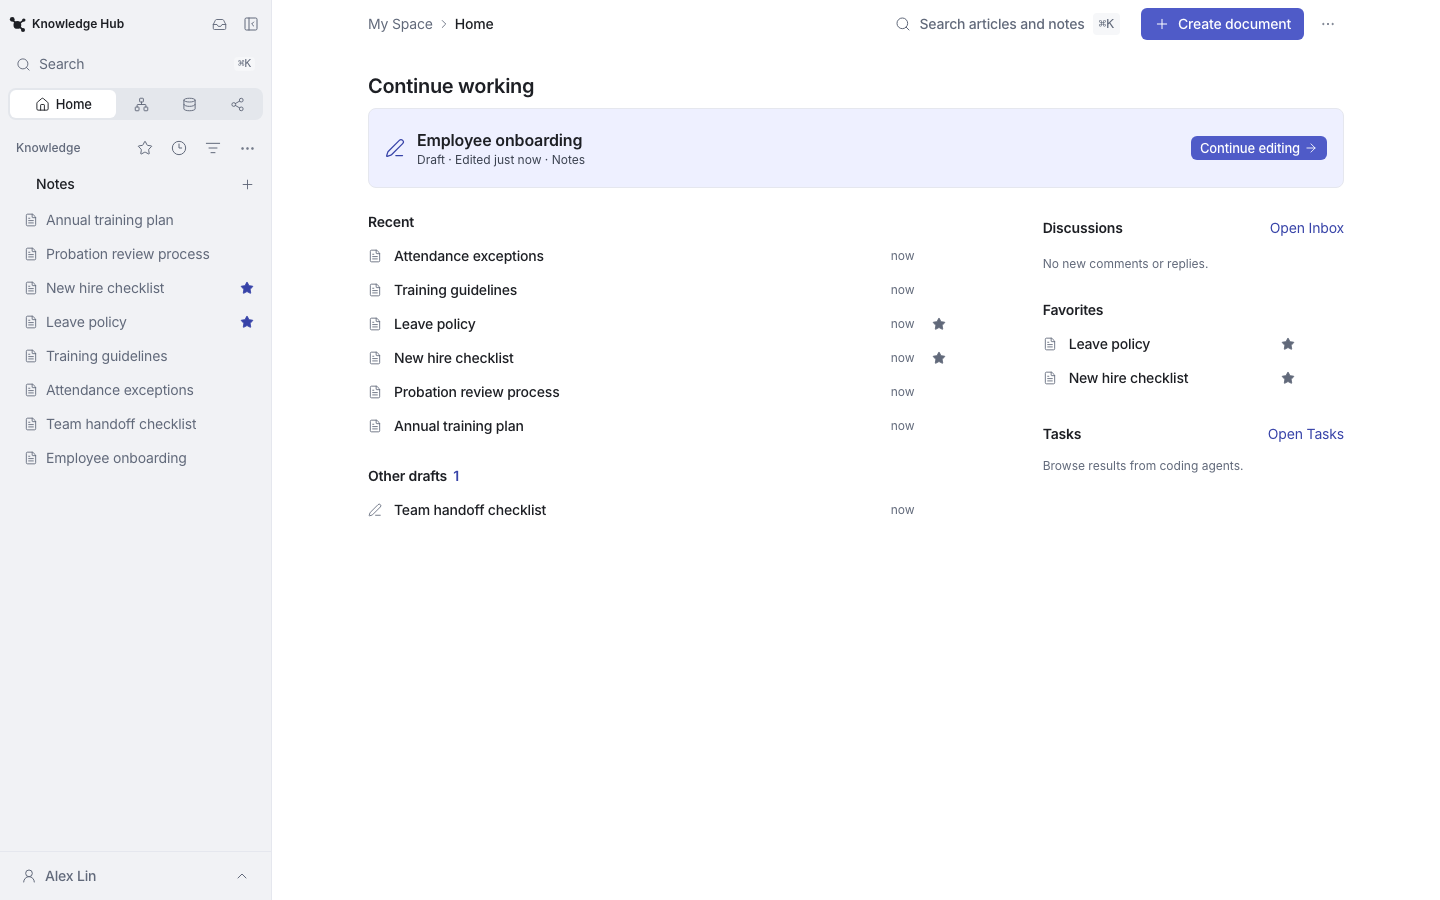 Knowledge Hub
Search ⌘K
Home
Knowledge
Notes
Annual training plan
Probation review process
New hire checklist
Leave policy
Training guidelines
Attendance exceptions
Team handoff checklist
Employee onboarding
Alex Lin
My Space > Home
Search articles and notes ⌘K
Create document
Continue working
Employee onboarding
Draft · Edited just now · Notes
Continue editing →
Recent
Attendance exceptions now
Training guidelines now
Leave policy now
New hire checklist now
Probation review process now
Annual training plan now
Other drafts 1
Team handoff checklist now
Discussions Open Inbox
No new comments or replies.
Favorites
Leave policy
New hire checklist
Tasks Open Tasks
Browse results from coding agents.